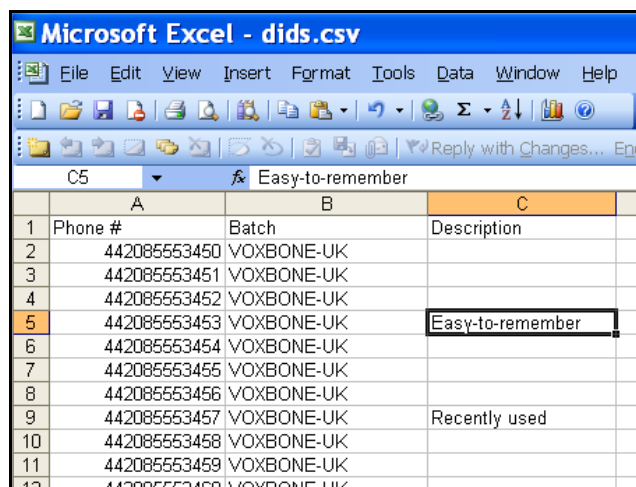 Microsoft Excel - dids.csv
File Edit View Insert Format Tools Data Window Help
Reply with Changes...
C5 fx Easy-to-remember
A B C
1 Phone # Batch Description
2 442085553450 VOXBONE-UK
3 442085553451 VOXBONE-UK
4 442085553452 VOXBONE-UK
5 442085553453 VOXBONE-UK Easy-to-remember
6 442085553454 VOXBONE-UK
7 442085553455 VOXBONE-UK
8 442085553456 VOXBONE-UK
9 442085553457 VOXBONE-UK Recently used
10 442085553458 VOXBONE-UK
11 442085553459 VOXBONE-UK